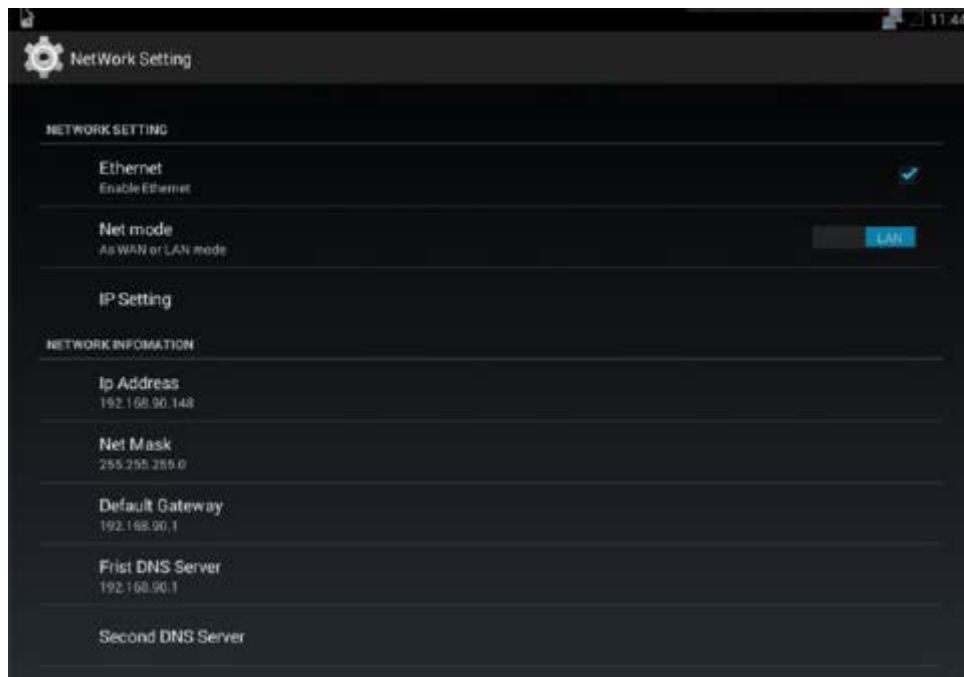 11:44
NetWork Setting
NETWORK SETTING
Ethernet
Enable Ethernet
Net mode
As WAN or LAN mode
LAN
IP Setting
NETWORK INFOMATION
Ip Address
192.168.90.148
Net Mask
255.255.255.0
Default Gateway
192.168.90.1
Frist DNS Server
192.168.90.1
Second DNS Server